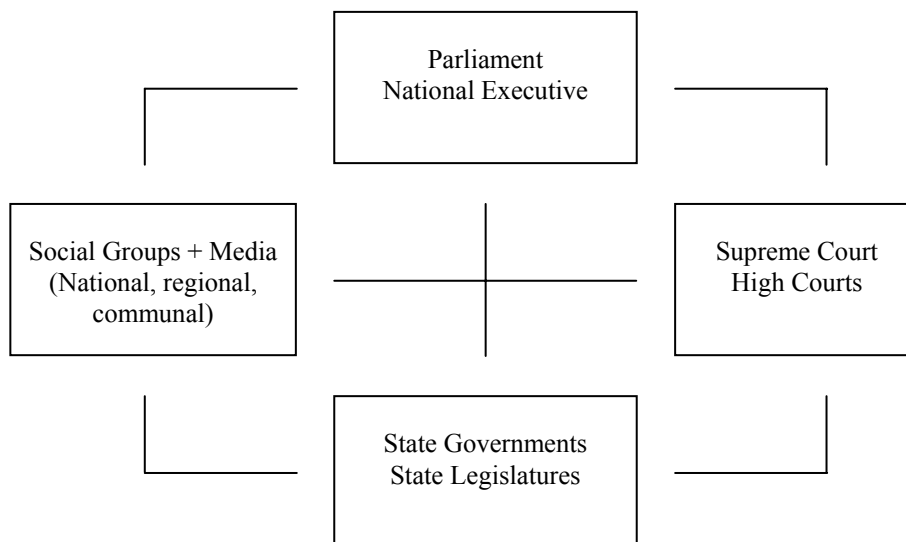 Parliament
National Executive
Social Groups + Media
(National, regional,
communal)
Supreme Court
High Courts
State Governments
State Legislatures